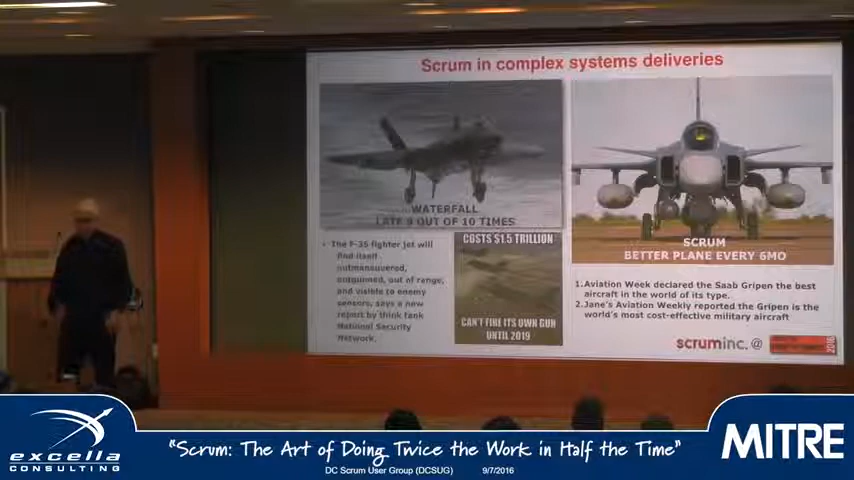 Scrum in complex systems deliveries
WATERFALL
LATE 9 OUT OF 10 TIMES
SCRUM
BETTER PLANE EVERY 6MO
• The F-35 fighter jet will
find itself
outmaneuvered,
outgunned, out of range,
and visible to enemy
sensors, says a new
report by think tank
National Security
Network.
COSTS $1.5 TRILLION
CAN'T FIRE ITS OWN GUN
UNTIL 2019
1.Aviation Week declared the Saab Gripen the best
aircraft in the world of its type.
2.Jane's Aviation Weekly reported the Gripen is the
world's most cost-effective military aircraft
scruminc. @
excella
CONSULTING
"Scrum: The Art of Doing Twice the Work in Half the Time"
DC Scrum User Group (DCSUG) 9/7/2016
MITRE